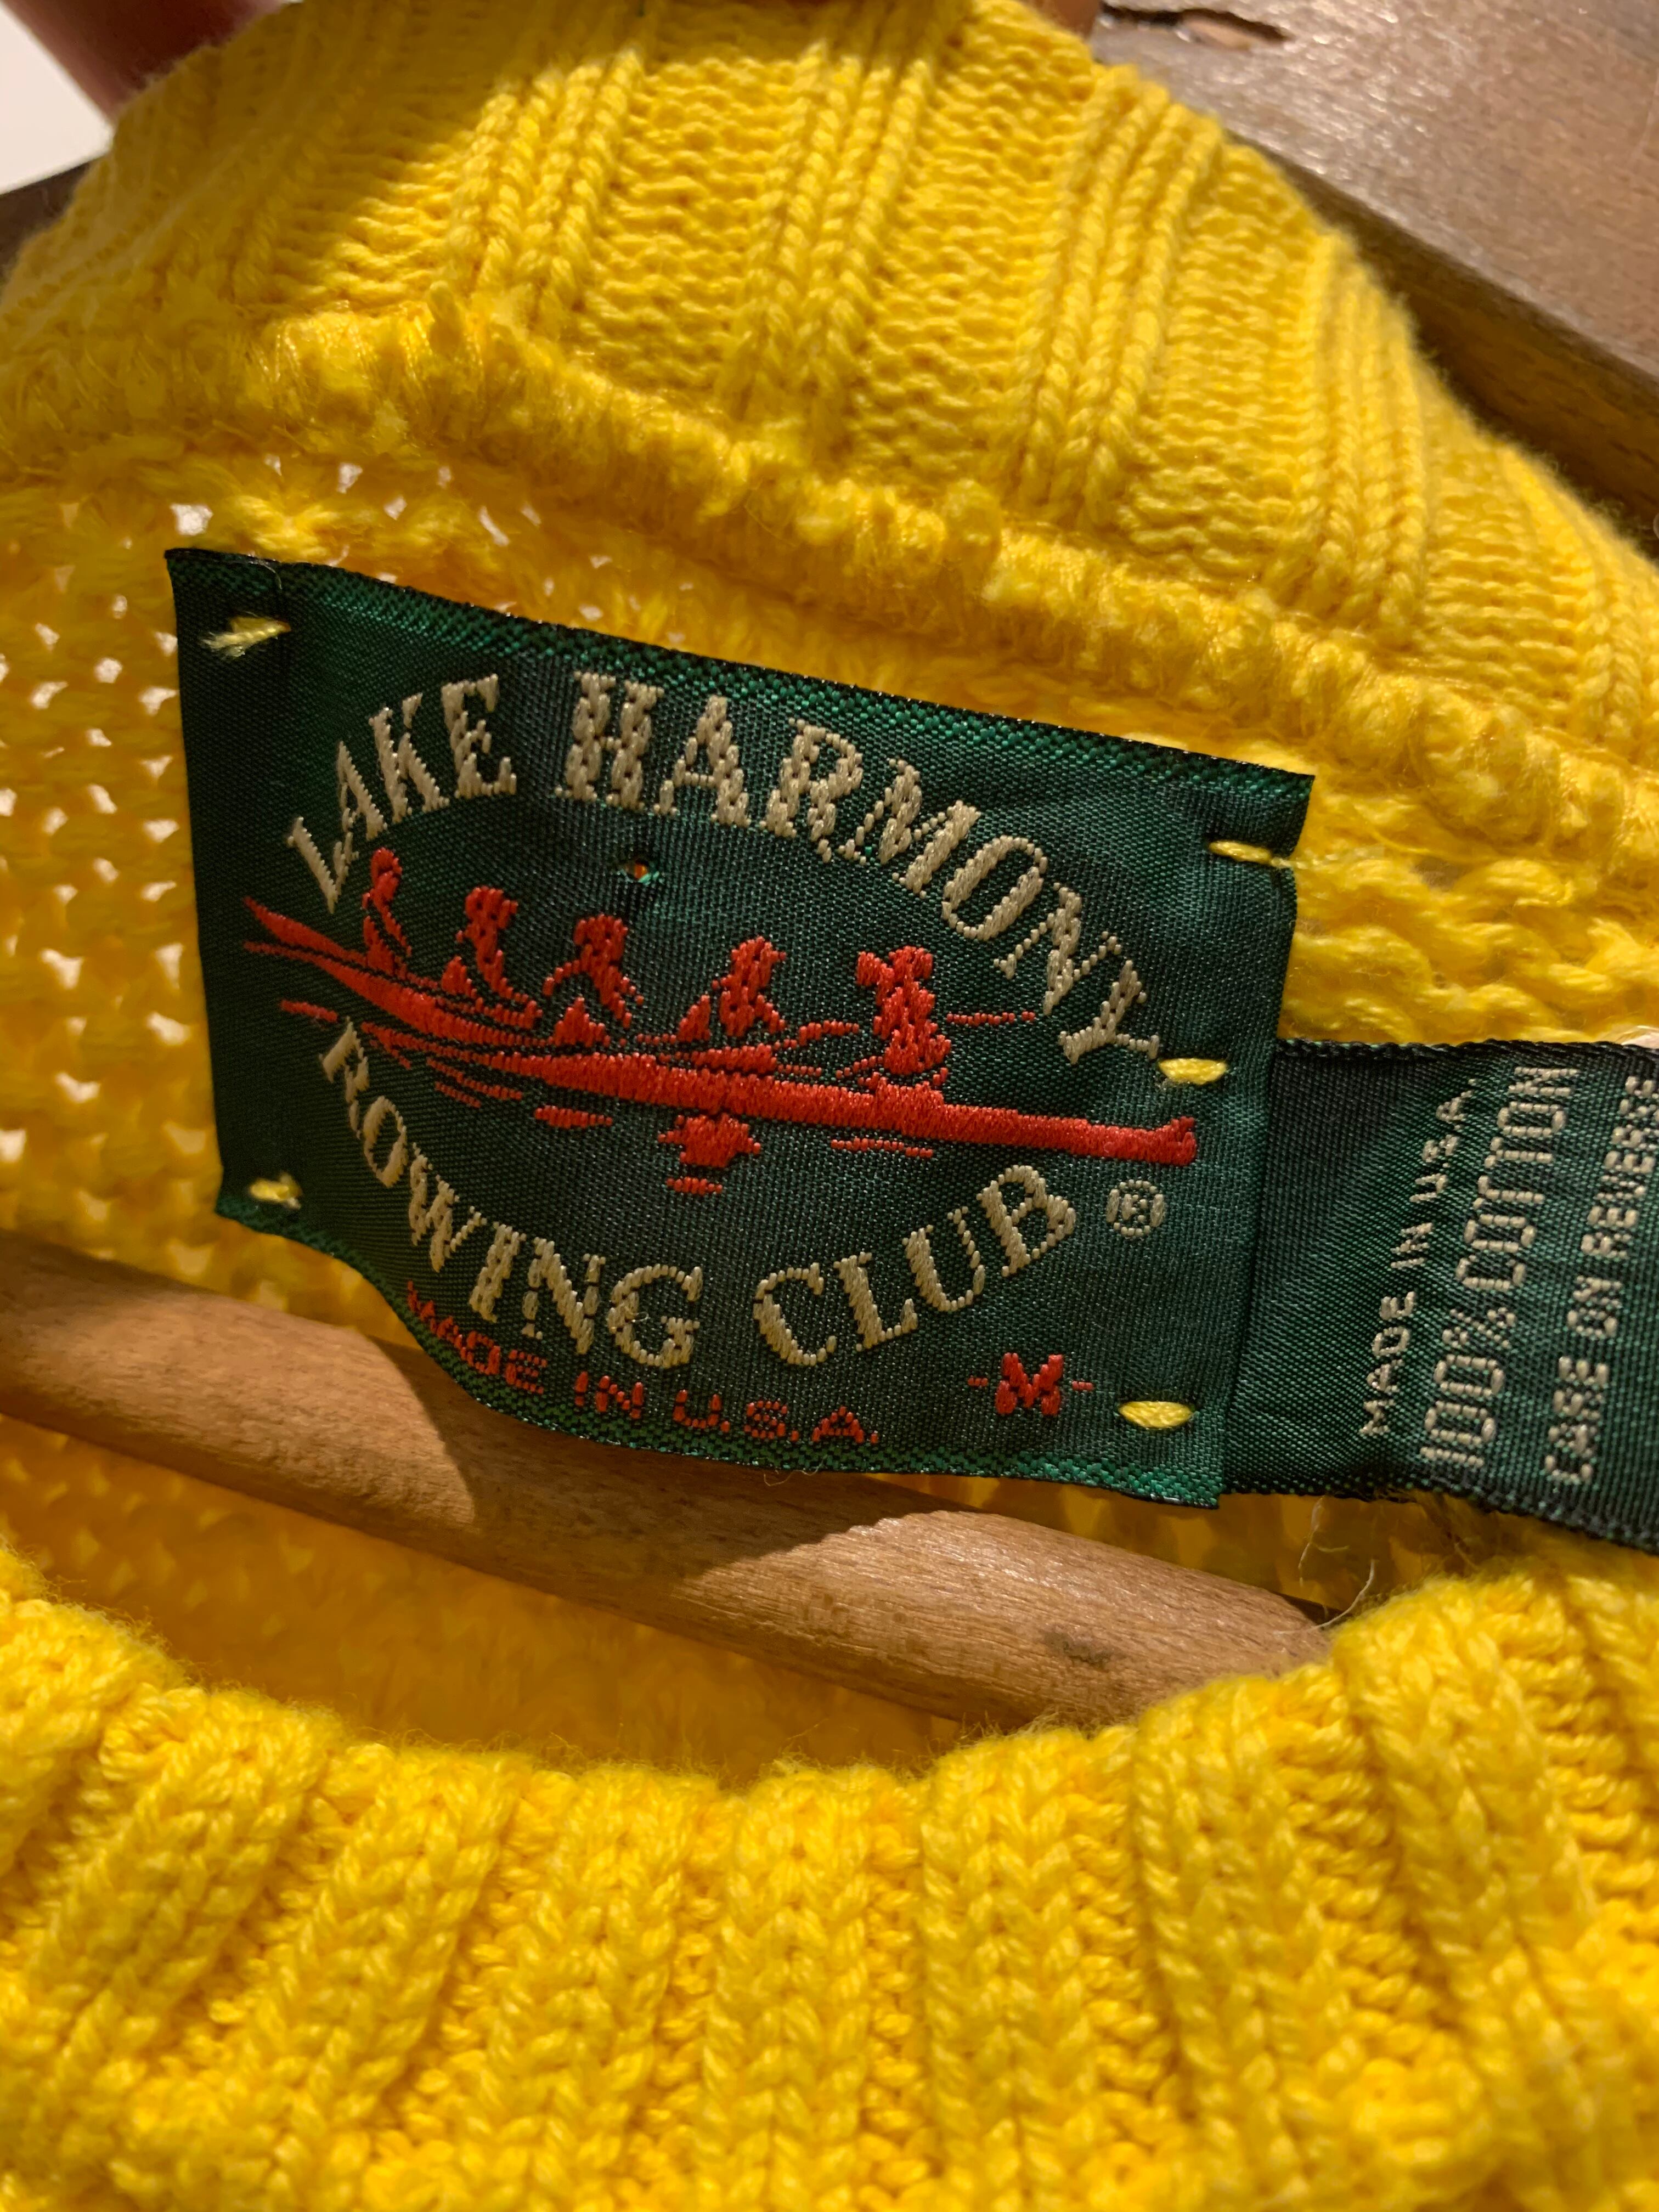 LAKE HARMONY
ROWING CLUB ®
MADE IN U.S.A.
-M-
MADE IN U.S.A.
100% COTTON
CARE ON REVERSE